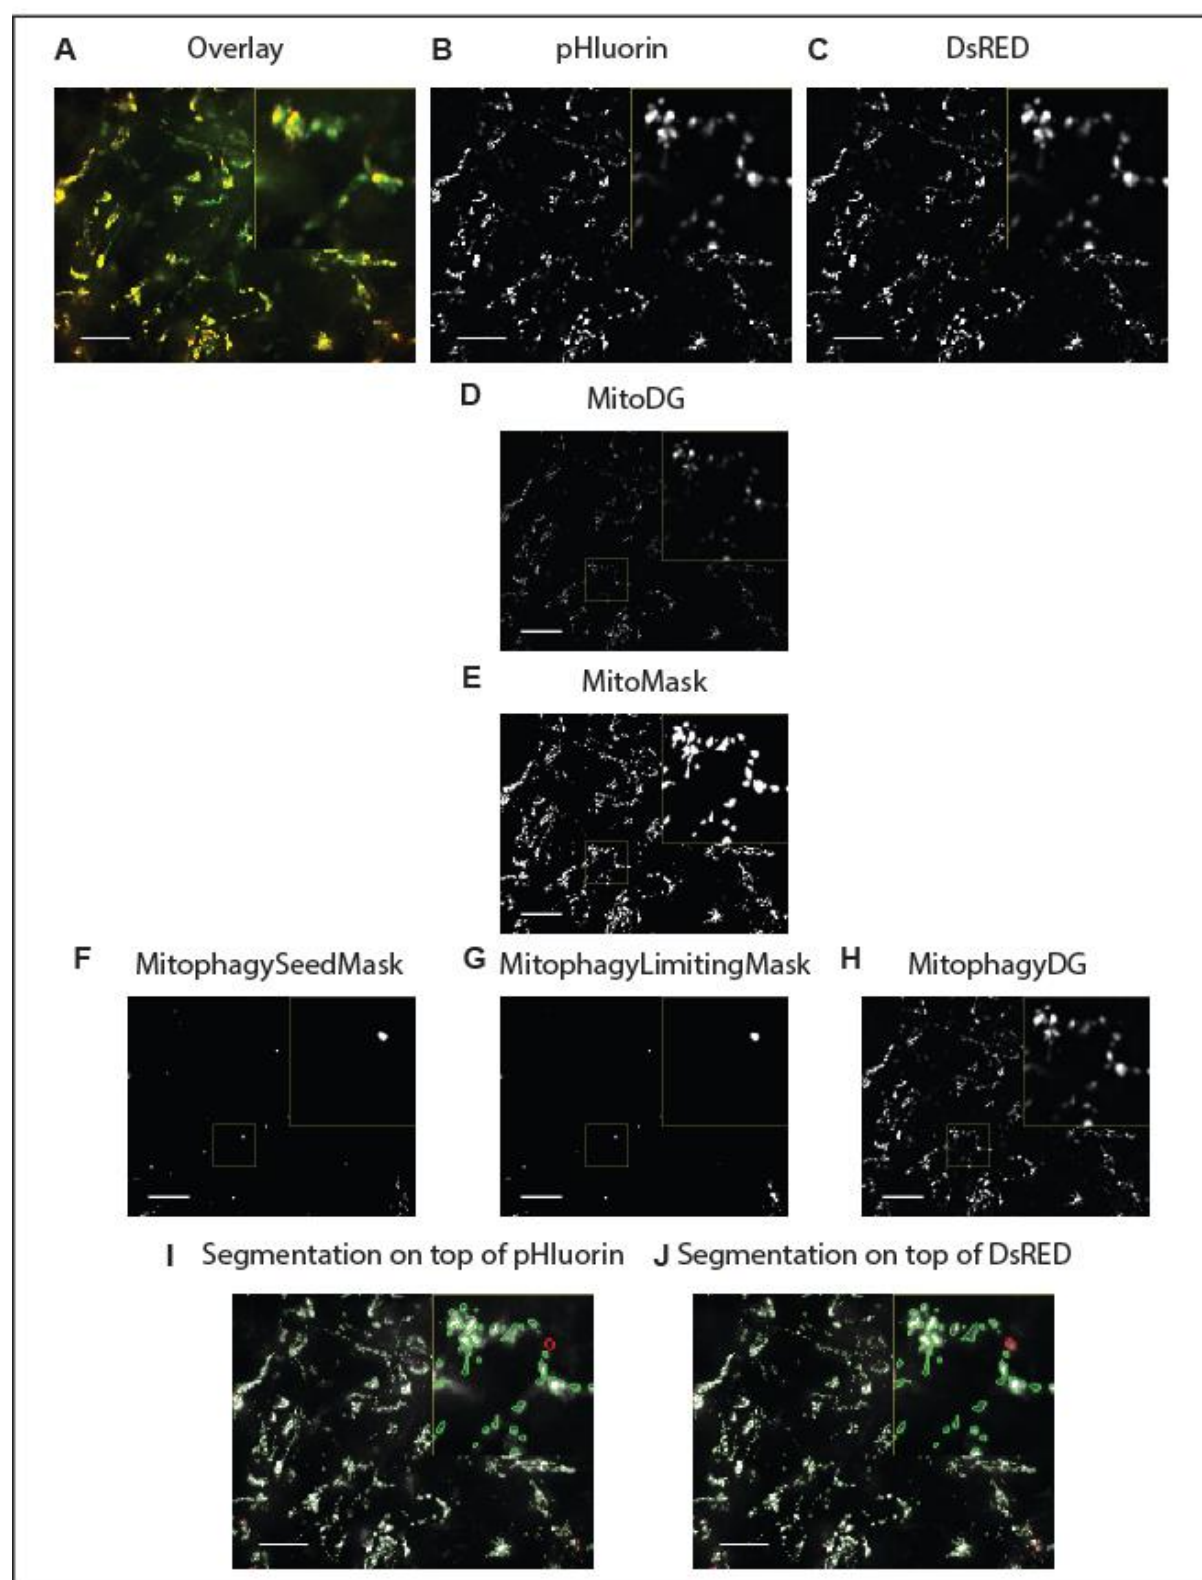 A Overlay B pHluorin C DsRED
D MitoDG
E MitoMask
F MitophagySeedMask G MitophagyLimitingMask H MitophagyDG
I Segmentation on top of pHluorin J Segmentation on top of DsRED